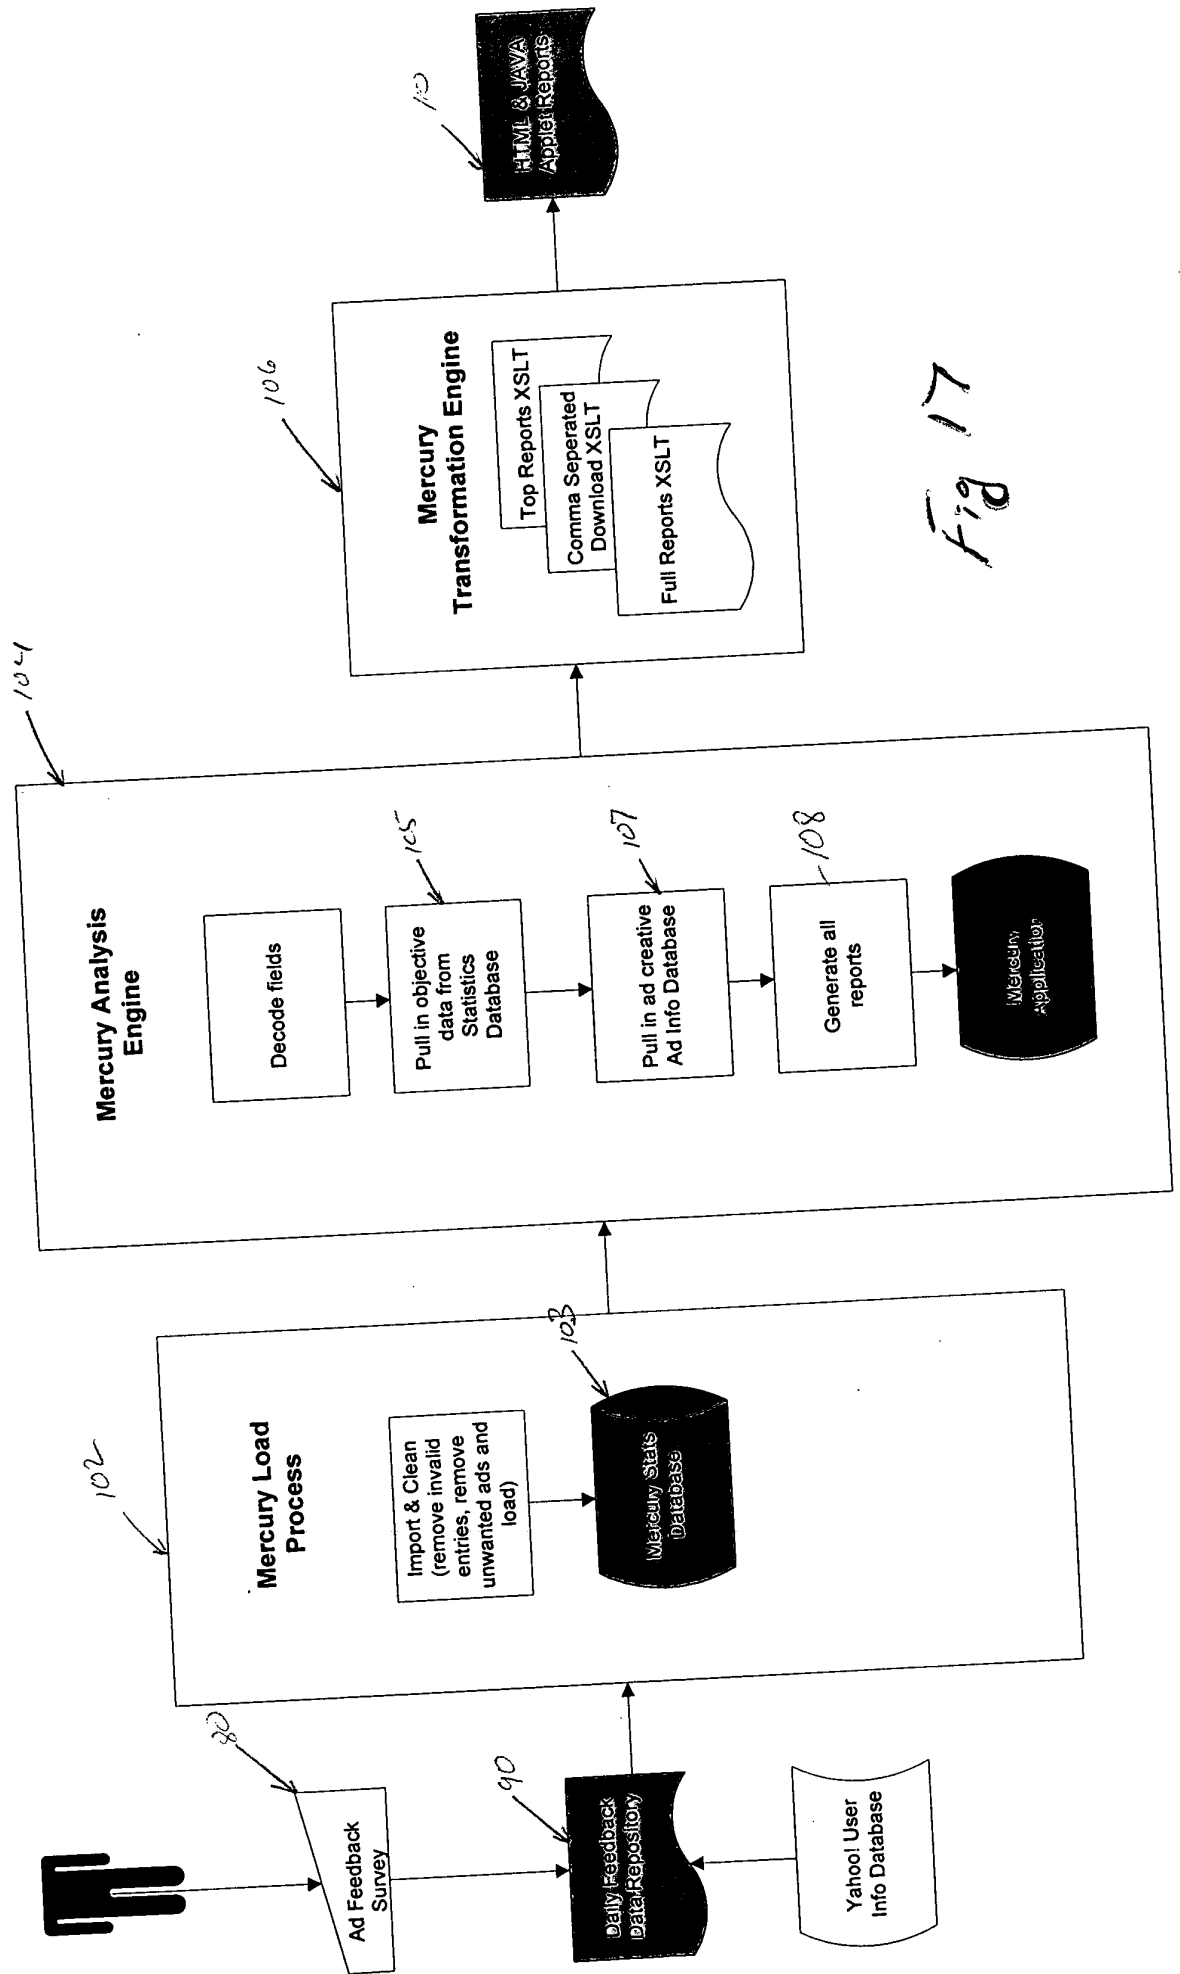 80
Ad Feedback
Survey
90
Daily Feedback
Data Repository
Yahoo! User
Info Database
102
Mercury Load
Process
Import & Clean
(remove invalid
entries, remove
unwanted ads and
load)
103
Mercury Stats
Database
104
Mercury Analysis
Engine
Decode fields
105
Pull in objective
data from
Statistics
Database
107
Pull in ad creative
Ad Info Database
108
Generate all
reports
Mercury
Application
106
Mercury
Transformation Engine
Top Reports XSLT
Comma Seperated
Download XSLT
Full Reports XSLT
HTML & JAVA
Applet Reports
Fig 17